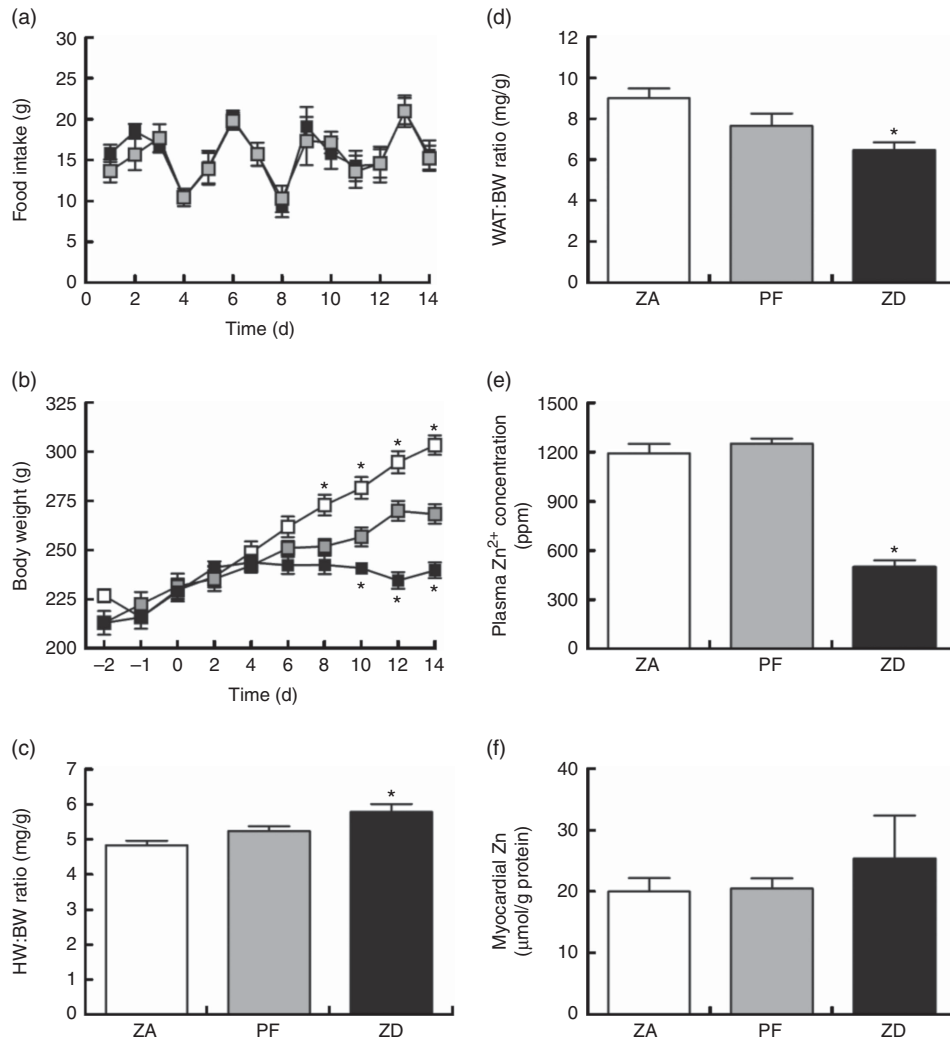 (a)
30
25
20
15
10
5
0
Food intake (g)
0 2 4 6 8 10 12 14
Time (d)
(b)
325
300
275
250
225
200
Body weight (g)
* * * *
* * *
–2 –1 0 2 4 6 8 10 12 14
Time (d)
(c)
7
6
5
4
3
2
1
0
HW:BW ratio (mg/g)
*
ZA PF ZD
(d)
12
10
8
6
4
2
0
WAT:BW ratio (mg/g)
*
ZA PF ZD
(e)
1500
1200
900
600
300
0
Plasma Zn²⁺ concentration
(ppm)
*
ZA PF ZD
(f)
40
30
20
10
0
Myocardial Zn
(µmol/g protein)
ZA PF ZD